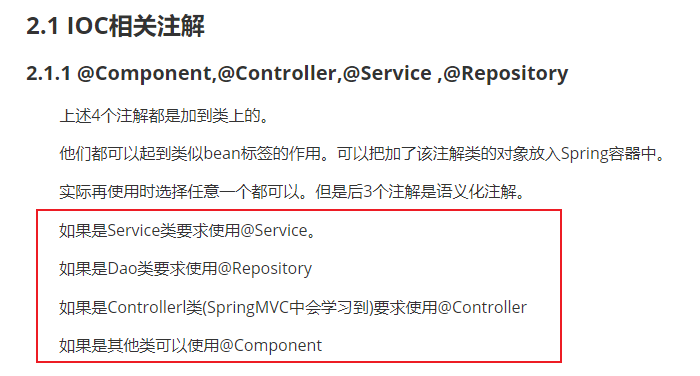 2.1 IOC相关注解
2.1.1 @Component,@Controller,@Service ,@Repository
上述4个注解都是加到类上的。
他们都可以起到类似bean标签的作用。可以把加了该注解类的对象放入Spring容器中。
实际再使用时选择任意一个都可以。但是后3个注解是语义化注解。
如果是Service类要求使用@Service。
如果是Dao类要求使用@Repository
如果是Controllerl类(SpringMVC中会学习到)要求使用@Controller
如果是其他类可以使用@Component